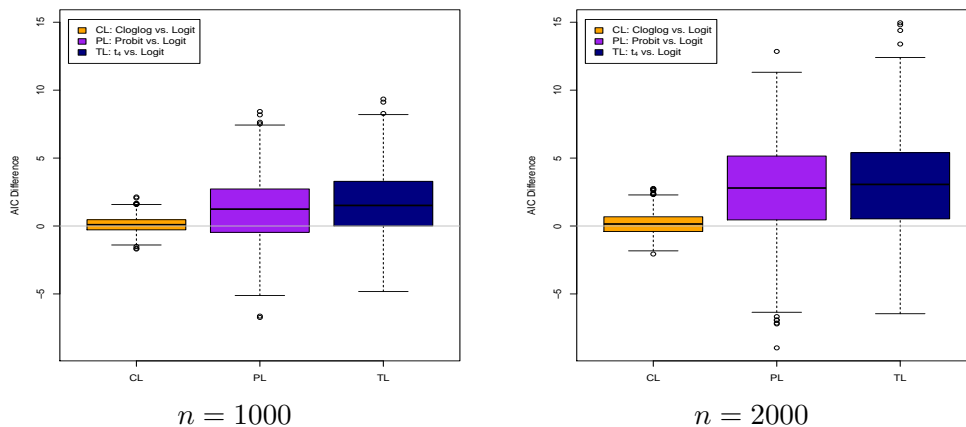 15
10
5
0
−5
AIC Difference
CL: Cloglog vs. Logit
PL: Probit vs. Logit
TL: t₄ vs. Logit
CL PL TL
n = 1000
15
10
5
0
−5
AIC Difference
CL: Cloglog vs. Logit
PL: Probit vs. Logit
TL: t₄ vs. Logit
CL PL TL
n = 2000